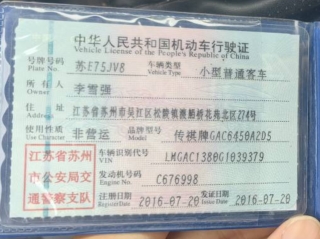 中华人民共和国机动车行驶证
Vehicle License of the People's Republic of China
号牌号码 苏E75JV8 车辆类型 小型普通客车
Plate No. Vehicle Type
所有人 李雪强
Owner
住址 江苏省苏州市吴江区松陵镇
Address 274号
使用性质 非营运 品牌型号 传祺牌GAC6450A2D5
Use Character Model
江苏省苏州 车辆识别代号 LMGAC1380G1039379
VIN
市公安局交 发动机号码 C676998
Engine No.
通警察支队 注册日期 2016-07-20 发证日期 2016-07-20
Register Date Issue Date